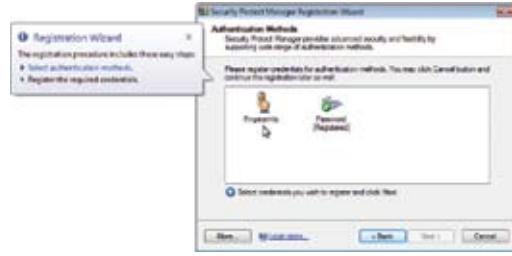 Registration Wizard
The registration procedure includes these easy steps:
Select authentication methods.
Register the required credentials.
Security Protect Manager Registration Wizard
Authentication Methods
Security Protect Manager provides advanced security and flexibility by
supporting wide range of authentication methods.
Please register credentials for authentication methods. You may click Cancel button and
continue the registration later as well.
Fingerprints
Password
(Registered)
Select credentials you wish to register and click Next
More...
Learn more...
< Back
Next >
Cancel